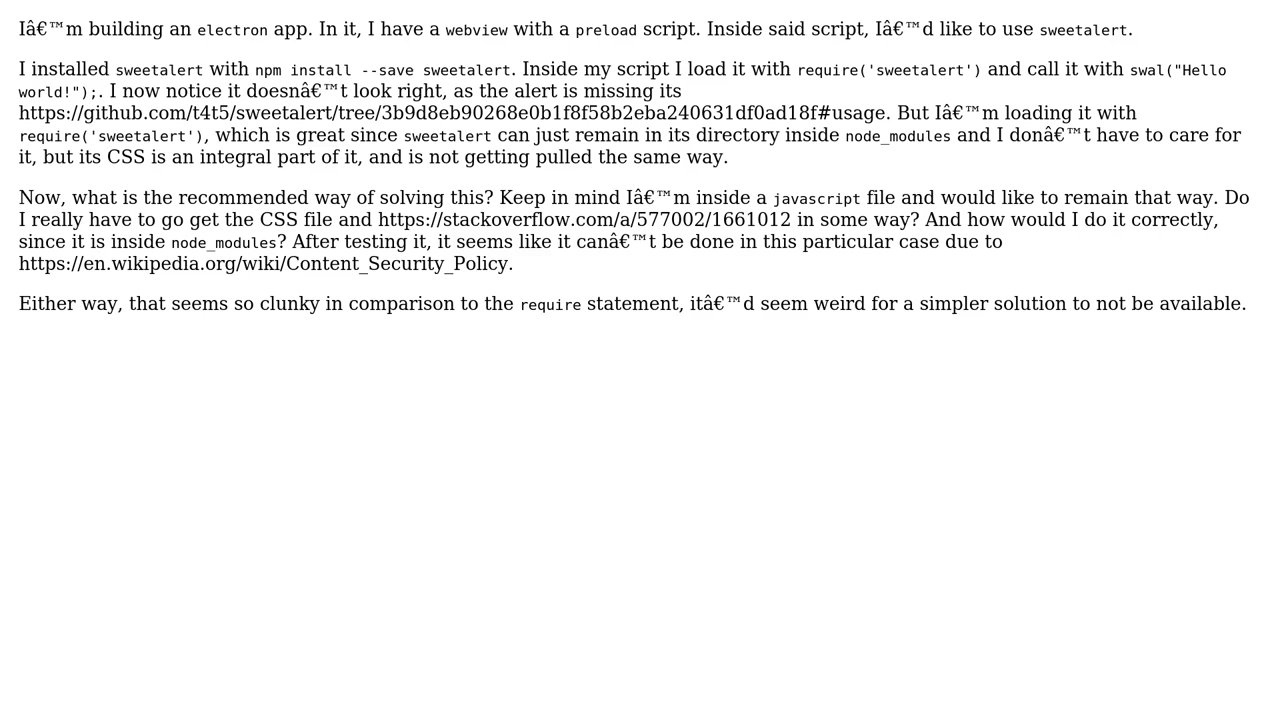 Iâ€™m building an electron app. In it, I have a webview with a preload script. Inside said script, Iâ€™d like to use sweetalert.
I installed sweetalert with npm install --save sweetalert. Inside my script I load it with require('sweetalert') and call it with swal("Hello
world!");. I now notice it doesnâ€™t look right, as the alert is missing its
https://github.com/t4t5/sweetalert/tree/3b9d8eb90268e0b1f8f58b2eba240631df0ad18f#usage. But Iâ€™m loading it with
require('sweetalert'), which is great since sweetalert can just remain in its directory inside node_modules and I donâ€™t have to care for
it, but its CSS is an integral part of it, and is not getting pulled the same way.
Now, what is the recommended way of solving this? Keep in mind Iâ€™m inside a javascript file and would like to remain that way. Do
I really have to go get the CSS file and https://stackoverflow.com/a/577002/1661012 in some way? And how would I do it correctly,
since it is inside node_modules? After testing it, it seems like it canâ€™t be done in this particular case due to
https://en.wikipedia.org/wiki/Content_Security_Policy.
Either way, that seems so clunky in comparison to the require statement, itâ€™d seem weird for a simpler solution to not be available.